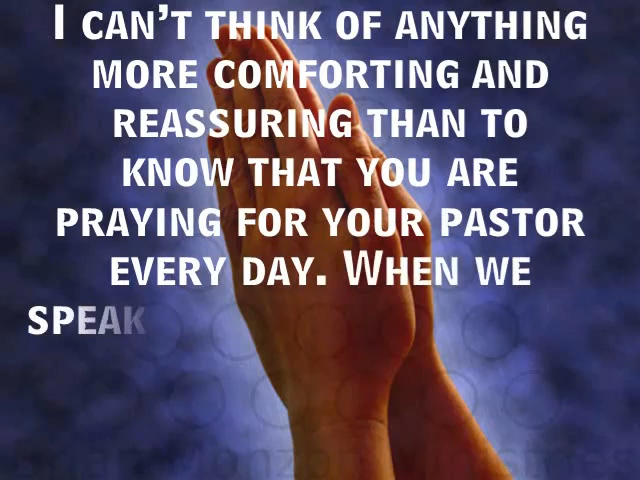 I CAN'T THINK OF ANYTHING
MORE COMFORTING AND
REASSURING THAN TO
KNOW THAT YOU ARE
PRAYING FOR YOUR PASTOR
EVERY DAY. WHEN WE
SPEAK